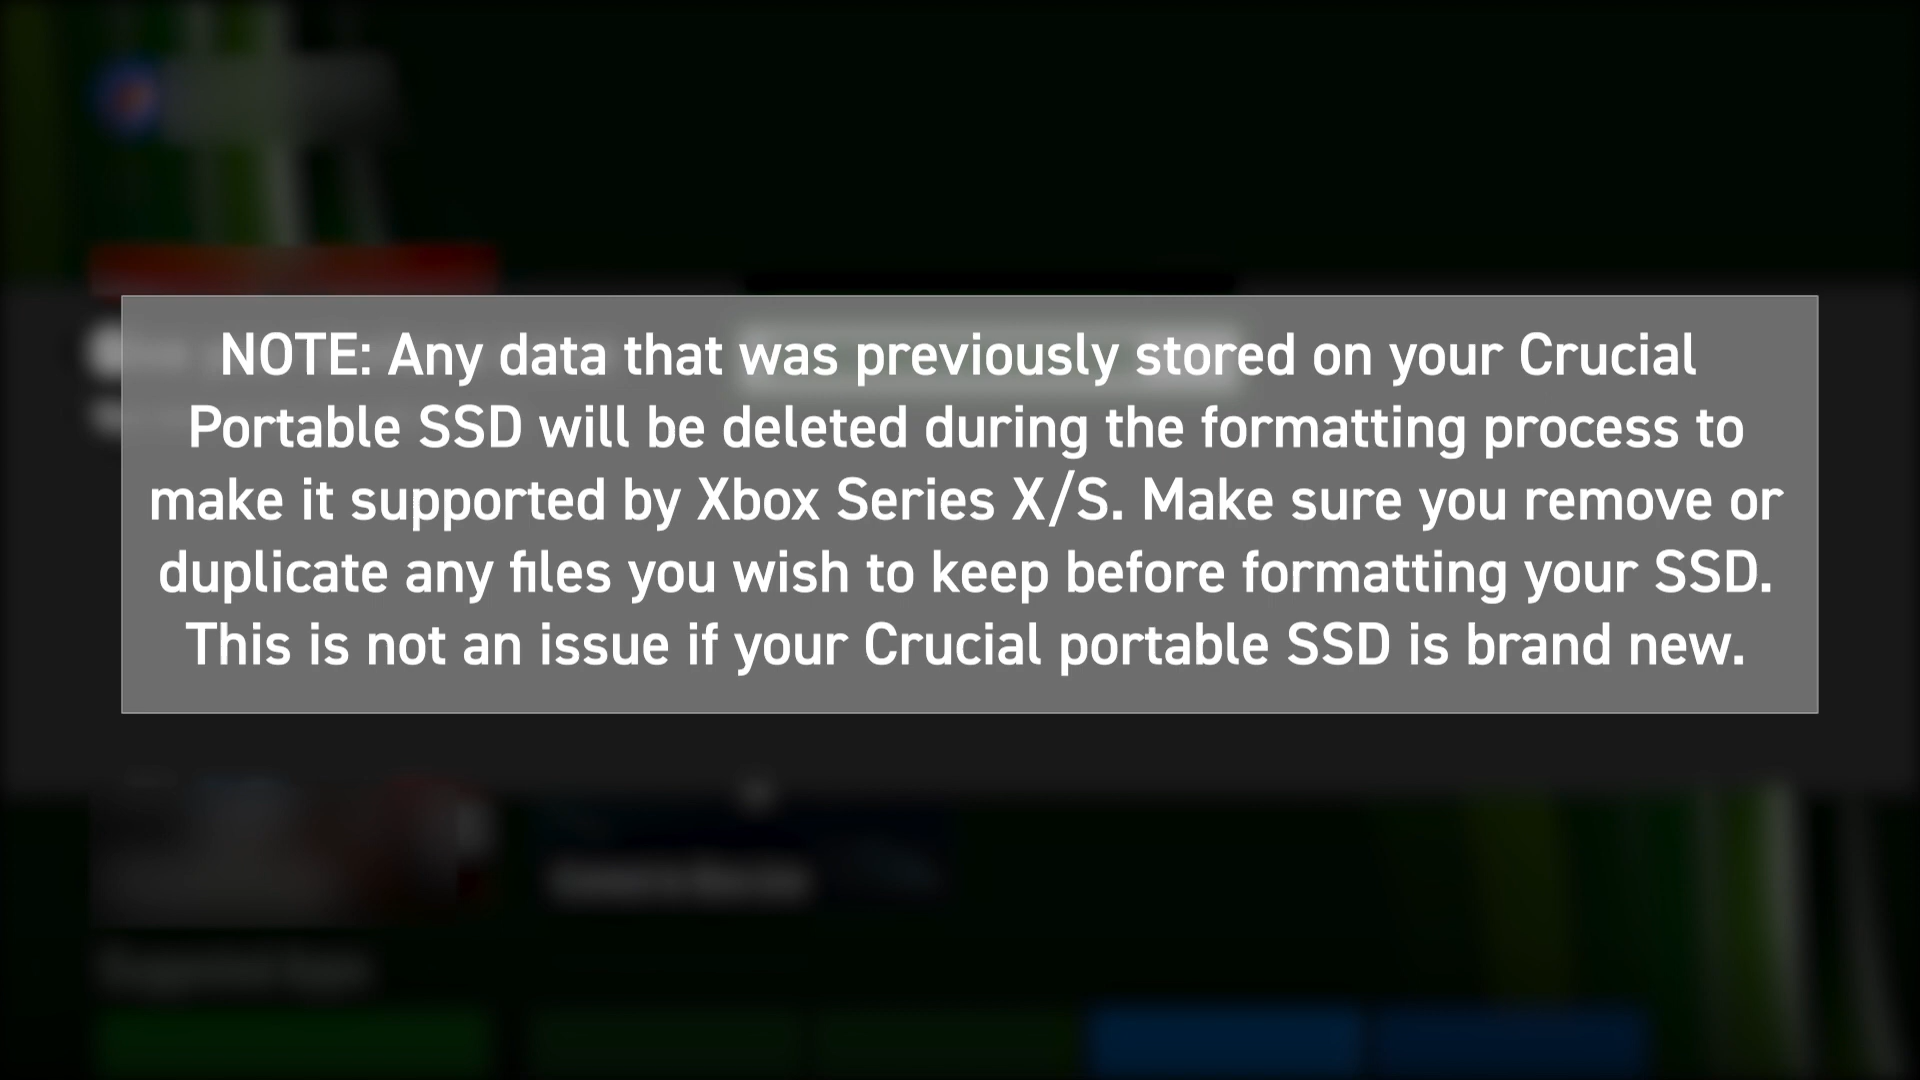 NOTE: Any data that was previously stored on your Crucial
Portable SSD will be deleted during the formatting process to
make it supported by Xbox Series X/S. Make sure you remove or
duplicate any files you wish to keep before formatting your SSD.
This is not an issue if your Crucial portable SSD is brand new.